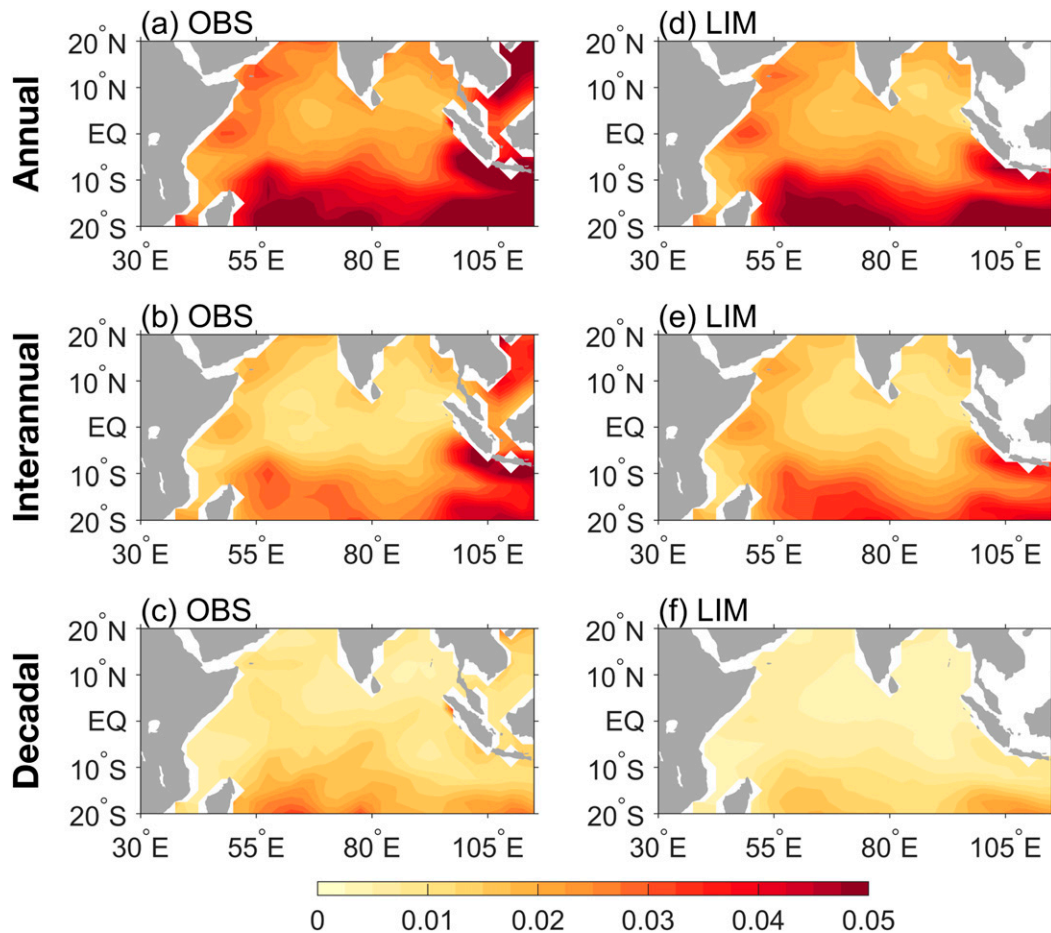 (a) OBS
(d) LIM
Annual
20°N
10°N
EQ
10°S
20°S
30°E 55°E 80°E 105°E
20°N
10°N
EQ
10°S
20°S
30°E 55°E 80°E 105°E
(b) OBS
(e) LIM
Interannual
20°N
10°N
EQ
10°S
20°S
30°E 55°E 80°E 105°E
20°N
10°N
EQ
10°S
20°S
30°E 55°E 80°E 105°E
(c) OBS
(f) LIM
Decadal
20°N
10°N
EQ
10°S
20°S
30°E 55°E 80°E 105°E
20°N
10°N
EQ
10°S
20°S
30°E 55°E 80°E 105°E
0 0.01 0.02 0.03 0.04 0.05